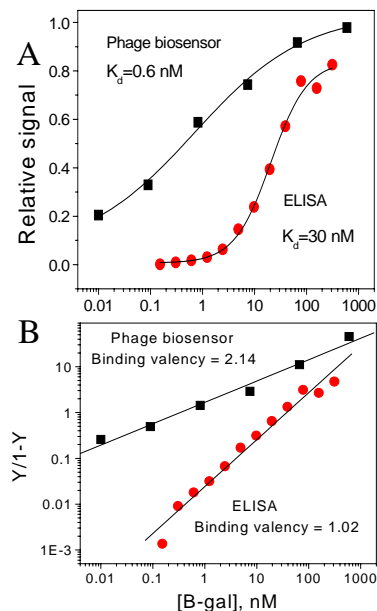 A
Phage biosensor
K_d=0.6 nM
ELISA
K_d=30 nM
Relative signal
1.0
0.8
0.6
0.4
0.2
0.0
0.01 0.1 1 10 100 1000
B
Phage biosensor
Binding valency = 2.14
ELISA
Binding valency = 1.02
Y/1-Y
10
1
0.1
0.01
1E-3
0.01 0.1 1 10 100 1000
[B-gal], nM